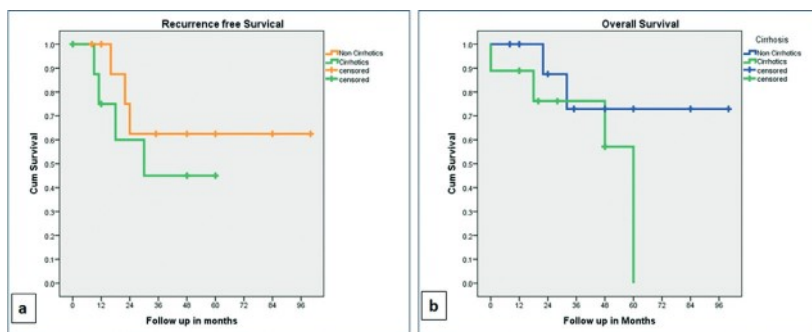 Recurrence free Survical
Non Cirrhotics
Cirrhotics
censored
censored
Cum Survival
1.0
0.9
0.8
0.7
0.6
0.5
0.4
0.3
0.2
0.1
0.0
0 12 24 36 48 60 72 84 96
Follow up in months
a
Overall Survival
Cirrhosis
Non Cirrhotics
Cirrhotics
censored
censored
Cum Survival
1.0
0.9
0.8
0.7
0.6
0.5
0.4
0.3
0.2
0.1
0.0
0 12 24 36 48 60 72 84 96
Follow up in Months
b